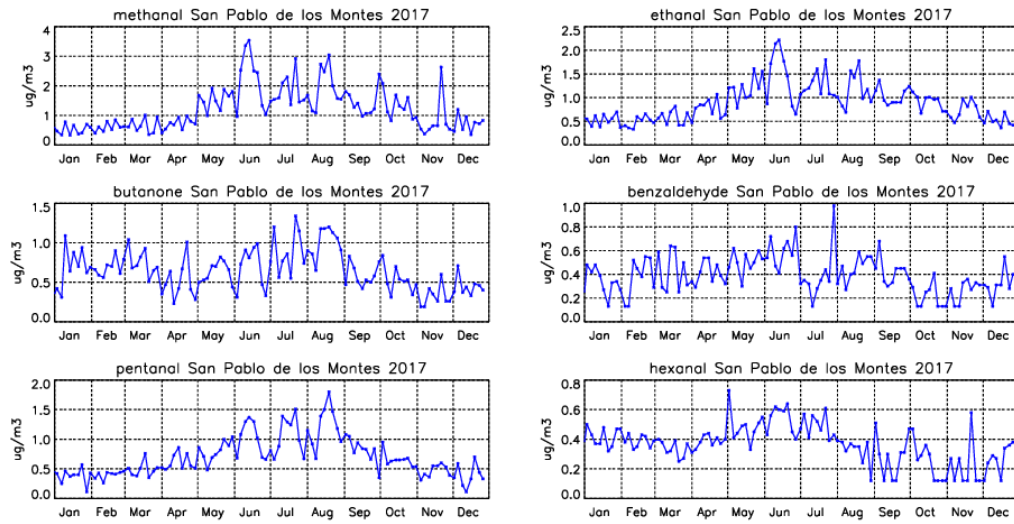 methanal San Pablo de los Montes 2017
4
3
2
1
0
ug/m3
Jan Feb Mar Apr May Jun Jul Aug Sep Oct Nov Dec
ethanal San Pablo de los Montes 2017
2.5
2.0
1.5
1.0
0.5
0.0
ug/m3
Jan Feb Mar Apr May Jun Jul Aug Sep Oct Nov Dec
butanone San Pablo de los Montes 2017
1.5
1.0
0.5
0.0
ug/m3
Jan Feb Mar Apr May Jun Jul Aug Sep Oct Nov Dec
benzaldehyde San Pablo de los Montes 2017
1.0
0.8
0.6
0.4
0.2
0.0
ug/m3
Jan Feb Mar Apr May Jun Jul Aug Sep Oct Nov Dec
pentanal San Pablo de los Montes 2017
2.0
1.5
1.0
0.5
0.0
ug/m3
Jan Feb Mar Apr May Jun Jul Aug Sep Oct Nov Dec
hexanal San Pablo de los Montes 2017
0.8
0.6
0.4
0.2
0.0
ug/m3
Jan Feb Mar Apr May Jun Jul Aug Sep Oct Nov Dec